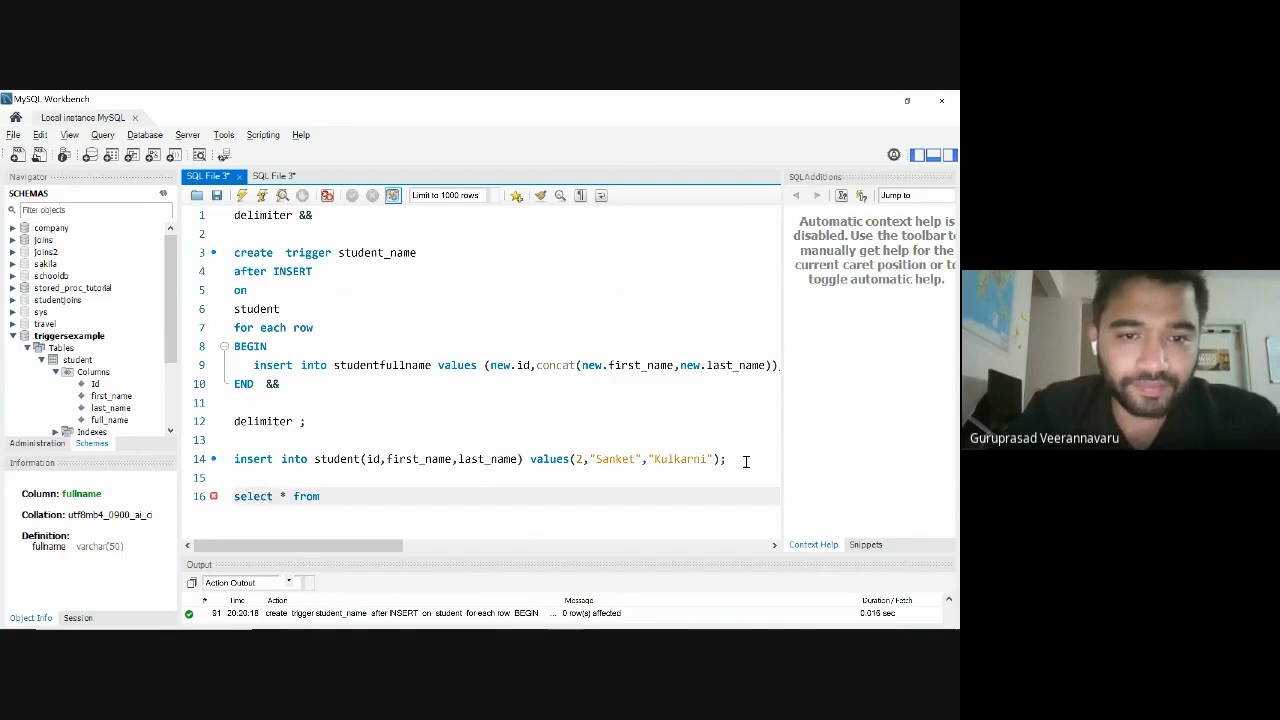 MySQL Workbench
Local instance MySQL
File Edit View Query Database Server Tools Scripting Help
Navigator
SCHEMAS
Filter objects
company
joins
joins2
sakila
schooldb
stored_proc_tutorial
studentjoins
sys
travel
triggersexample
Tables
student
Columns
Id
first_name
last_name
full_name
Indexes
Administration Schemas
Information
Column: fullname
Collation: utf8mb4_0900_ai_ci
Definition:
fullname varchar(50)
Object Info Session
SQL File 3* SQL File 3*
Limit to 1000 rows
1 delimiter &&
2
3 create trigger student_name
4 after INSERT
5 on
6 student
7 for each row
8 BEGIN
9 insert into studentfullname values (new.id,concat(new.first_name,new.last_name))
10 END &&
11
12 delimiter ;
13
14 insert into student(id,first_name,last_name) values(2,"Sanket","Kulkarni");
15
16 select * from
Output
Action Output
# Time Action Message Duration / Fetch
91 20:20:18 create trigger student_name after INSERT on student for each row BEGIN ... 0 row(s) affected 0.016 sec
SQL Additions
Jump to
Automatic context help is
disabled. Use the toolbar to
manually get help for the
current caret position or to
toggle automatic help.
Context Help Snippets
Guruprasad Veerannavaru